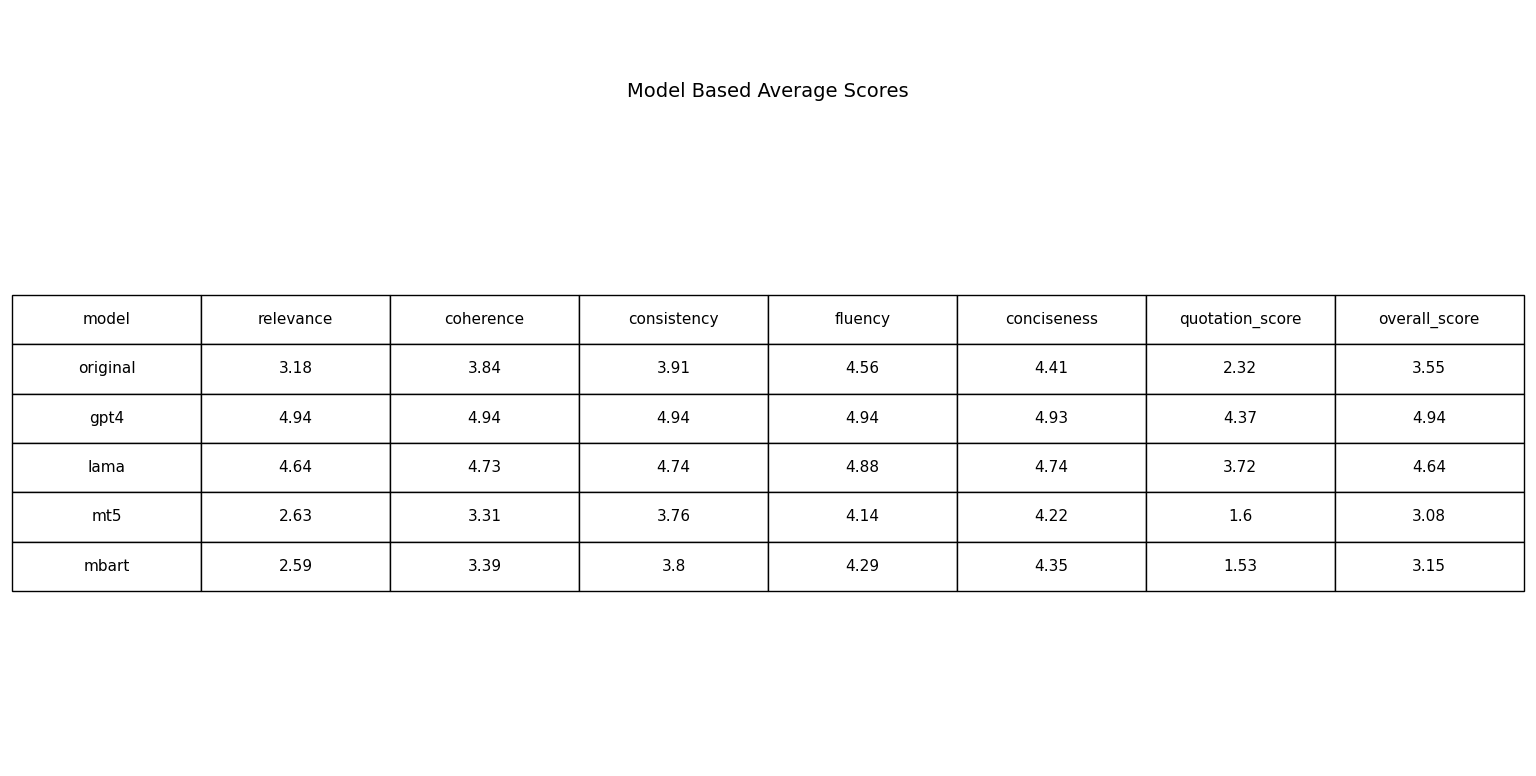 Model Based Average Scores
model relevance coherence consistency fluency conciseness quotation_score overall_score
original 3.18 3.84 3.91 4.56 4.41 2.32 3.55
gpt4 4.94 4.94 4.94 4.94 4.93 4.37 4.94
lama 4.64 4.73 4.74 4.88 4.74 3.72 4.64
mt5 2.63 3.31 3.76 4.14 4.22 1.6 3.08
mbart 2.59 3.39 3.8 4.29 4.35 1.53 3.15